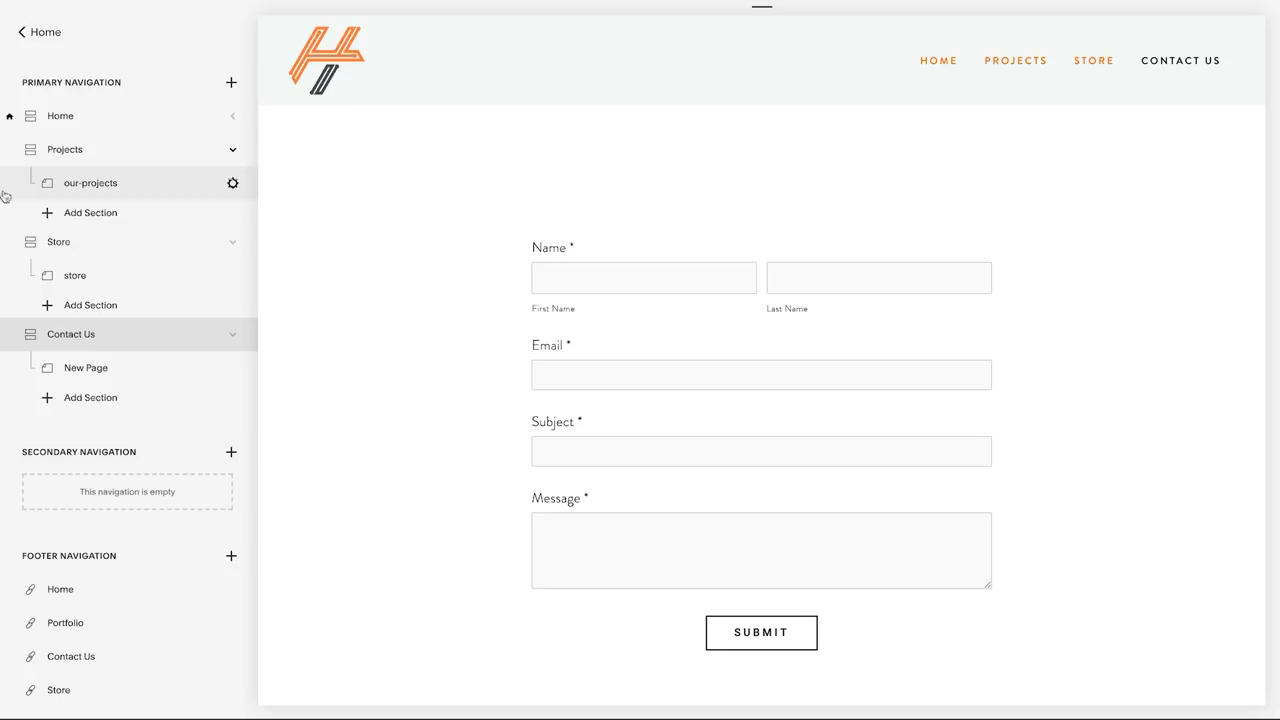 Home
PRIMARY NAVIGATION
Home
Projects
our-projects
Add Section
Store
store
Add Section
Contact Us
New Page
Add Section
SECONDARY NAVIGATION
This navigation is empty
FOOTER NAVIGATION
Home
Portfolio
Contact Us
Store
HOME PROJECTS STORE CONTACT US
Name *
First Name Last Name
Email *
Subject *
Message *
SUBMIT